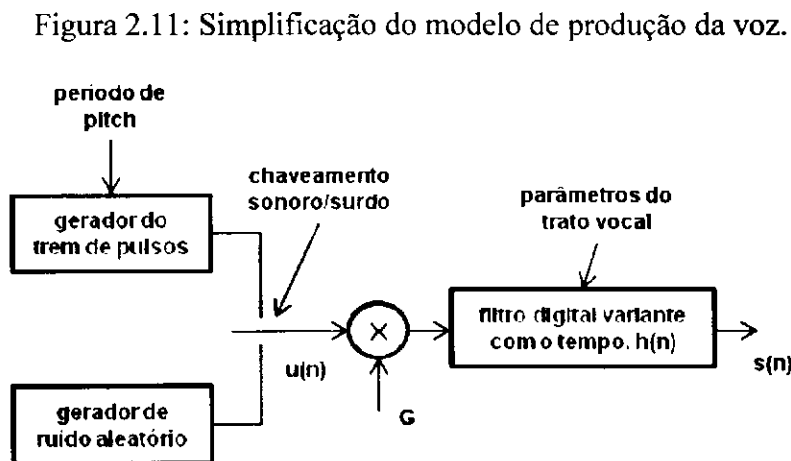 Figura 2.11: Simplificação do modelo de produção da voz.
período de
pitch
gerador do
trem de pulsos
chaveamento
sonoro/surdo
parâmetros do
trato vocal
filtro digital variante
com o tempo. h(n)
u(n)
G
s(n)
gerador de
ruído aleatório